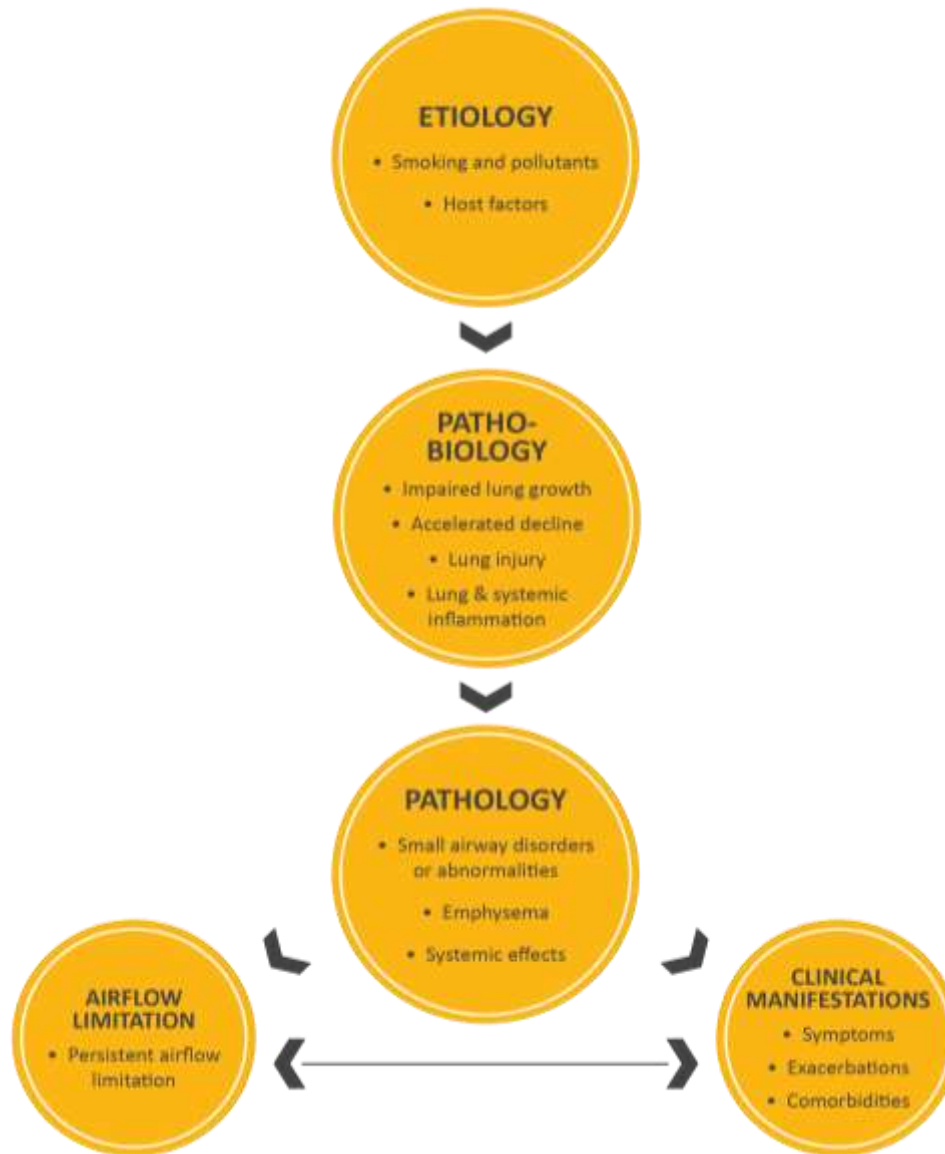 ETIOLOGY
• Smoking and pollutants
• Host factors
PATHO-
BIOLOGY
• Impaired lung growth
• Accelerated decline
• Lung injury
• Lung & systemic
inflammation
PATHOLOGY
• Small airway disorders
or abnormalities
• Emphysema
• Systemic effects
AIRFLOW
LIMITATION
• Persistent airflow
limitation
CLINICAL
MANIFESTATIONS
• Symptoms
• Exacerbations
• Comorbidities